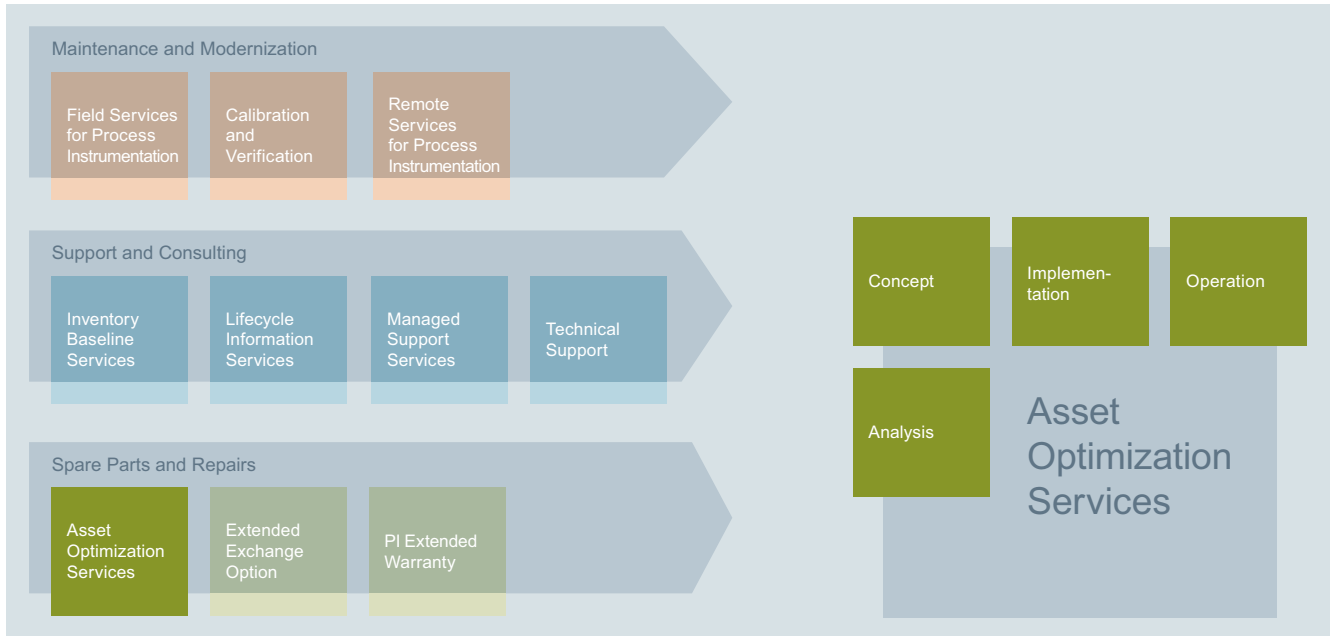 Maintenance and Modernization
Field Services
for Process
Instrumentation
Calibration
and
Verification
Remote
Services
for Process
Instrumentation
Support and Consulting
Inventory
Baseline
Services
Lifecycle
Information
Services
Managed
Support
Services
Technical
Support
Spare Parts and Repairs
Asset
Optimization
Services
Extended
Exchange
Option
PI Extended
Warranty
Concept
Implemen-
tation
Operation
Analysis
Asset
Optimization
Services